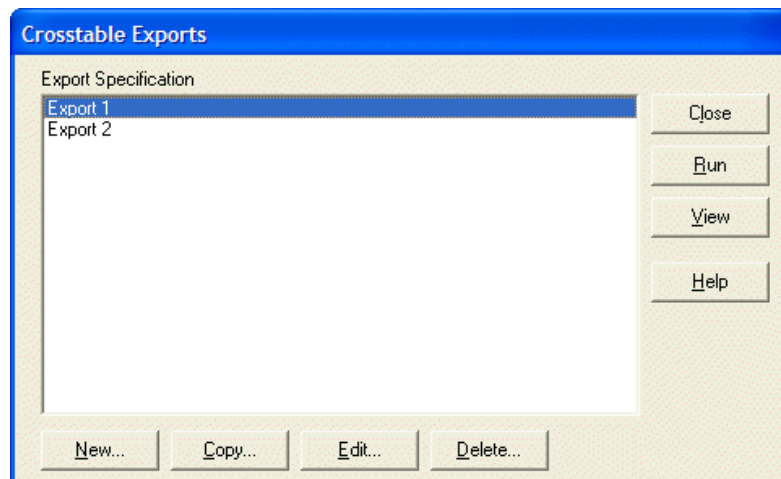 Crosstable Exports
Export Specification
Export 1
Export 2
Close
Run
View
Help
New...
Copy...
Edit...
Delete...